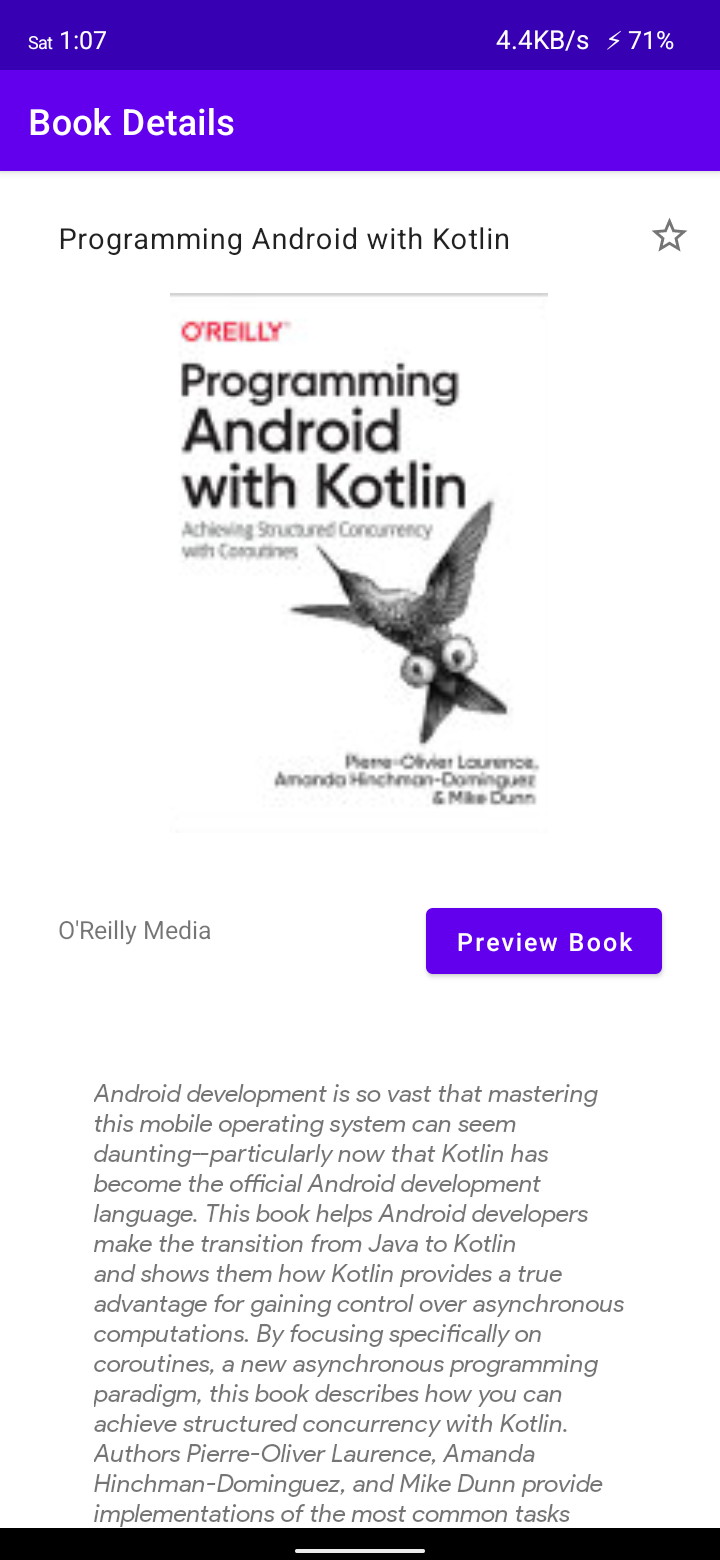 Sat 1:07
4.4KB/s ⚡ 71%
Book Details
Programming Android with Kotlin
O'REILLY
Programming
Android
with Kotlin
Achieving Structured Concurrency
with Coroutines
Pierre-Olivier Laurence,
Amanda Hinchman-Dominguez
& Mike Dunn
O'Reilly Media
Preview Book
Android development is so vast that mastering
this mobile operating system can seem
daunting—particularly now that Kotlin has
become the official Android development
language. This book helps Android developers
make the transition from Java to Kotlin
and shows them how Kotlin provides a true
advantage for gaining control over asynchronous
computations. By focusing specifically on
coroutines, a new asynchronous programming
paradigm, this book describes how you can
achieve structured concurrency with Kotlin.
Authors Pierre-Oliver Laurence, Amanda
Hinchman-Dominguez, and Mike Dunn provide
implementations of the most common tasks